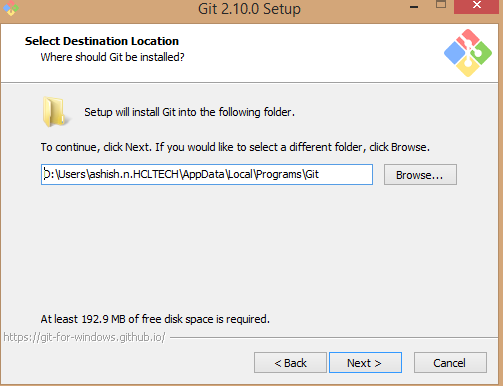 Git 2.10.0 Setup
Select Destination Location
Where should Git be installed?
Setup will install Git into the following folder.
To continue, click Next. If you would like to select a different folder, click Browse.
D:\Users\ashish.n.HCLTECH\AppData\Local\Programs\Git
Browse...
At least 192.9 MB of free disk space is required.
https://git-for-windows.github.io/
< Back
Next >
Cancel